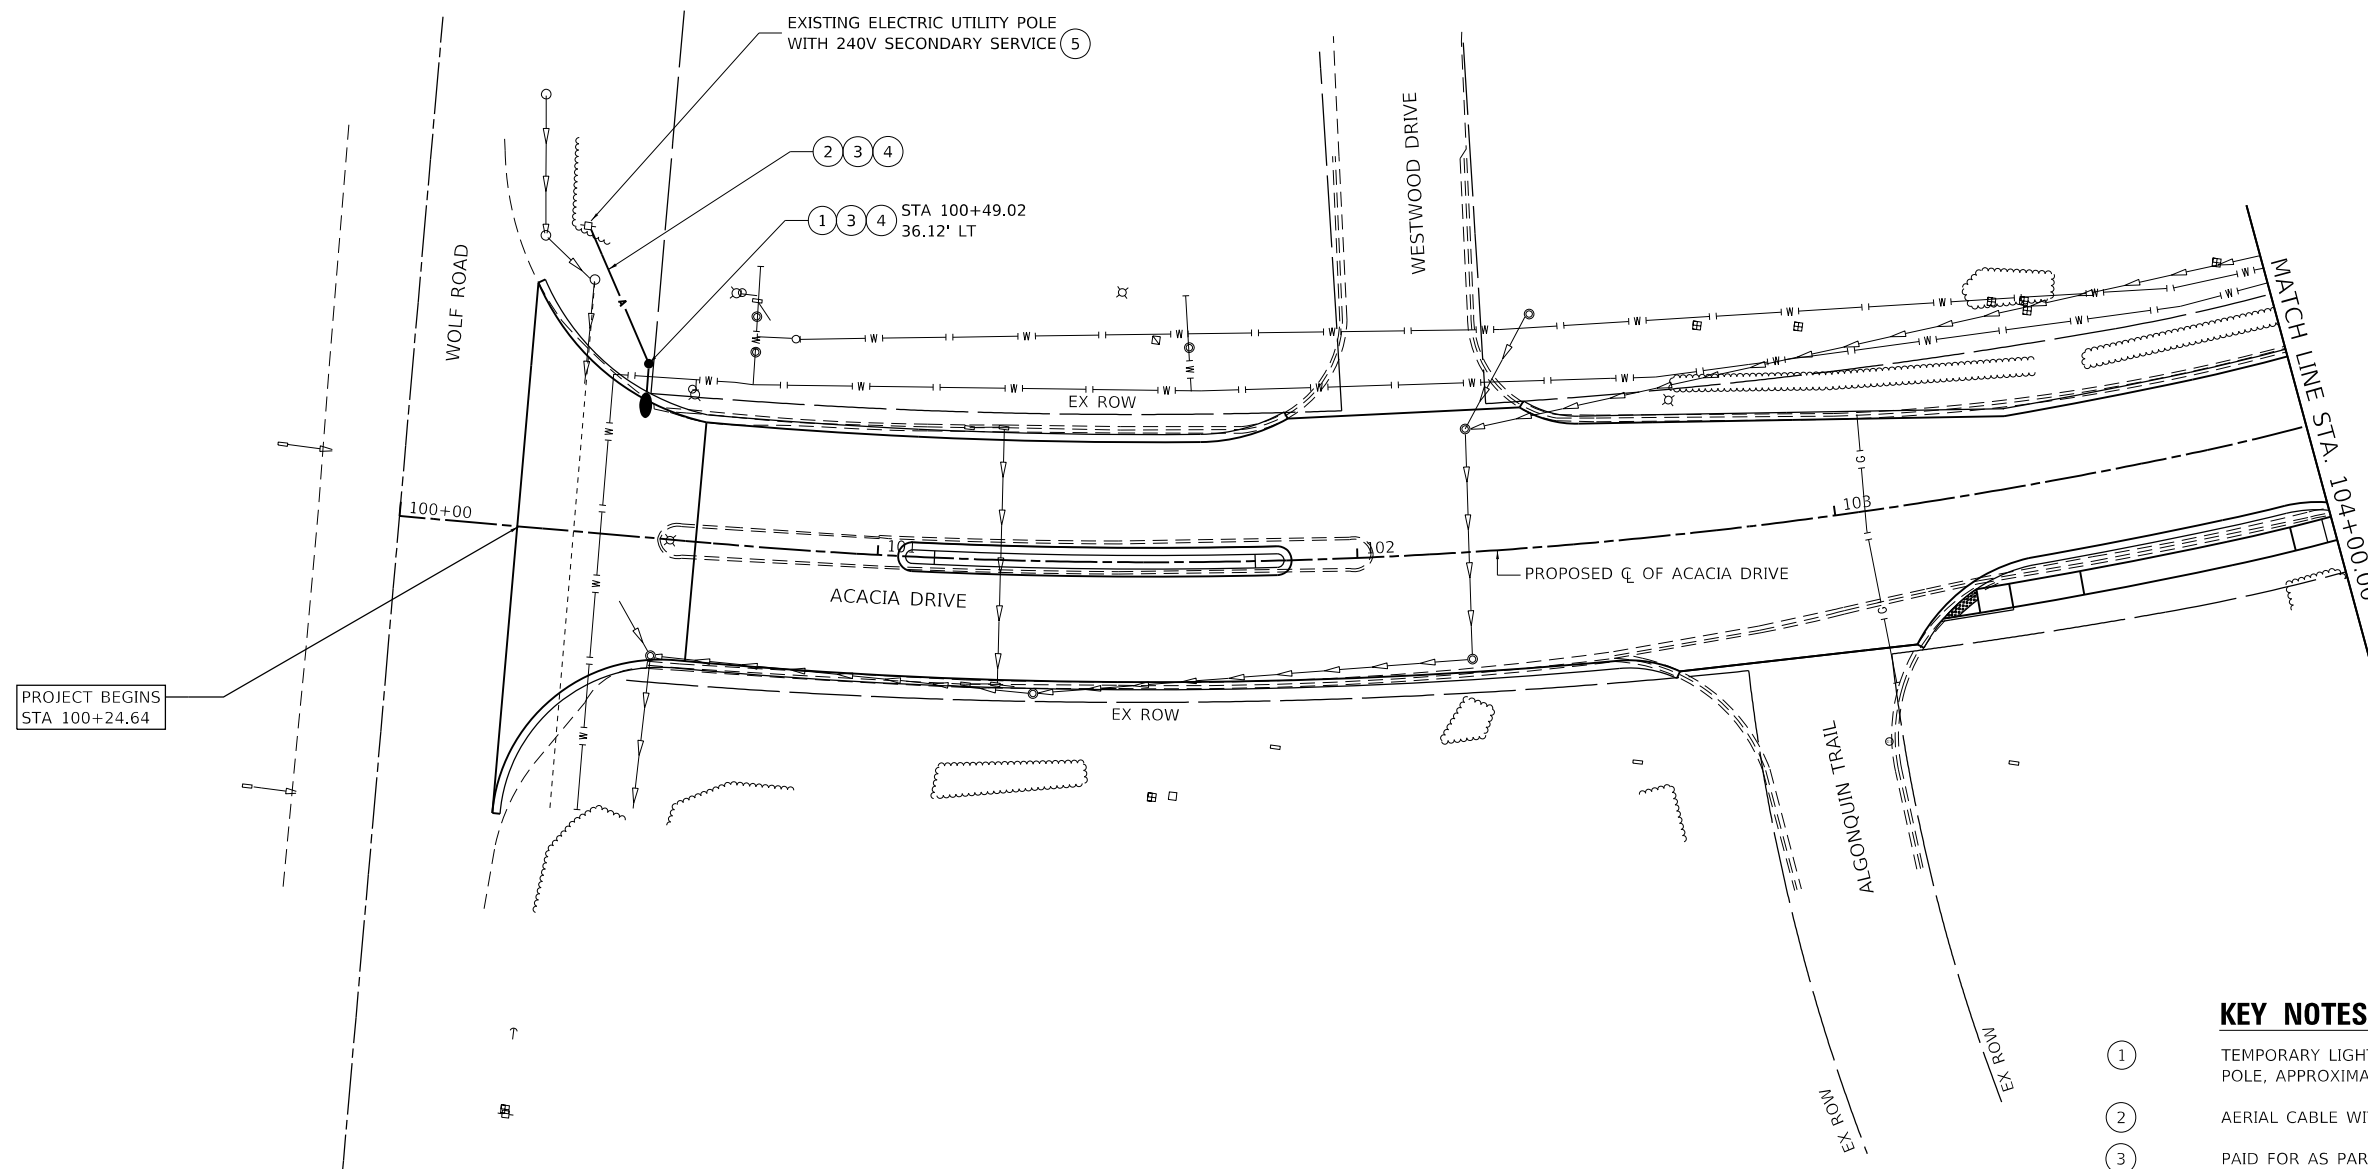 EXISTING ELECTRIC UTILITY POLE
WITH 240V SECONDARY SERVICE 5
2 3 4
1 3 4 STA 100+49.02
36.12' LT
WOLF ROAD
WESTWOOD DRIVE
MATCH LINE STA. 104+00.00
EX ROW
100+00
101
102
103
PROPOSED ℄ OF ACACIA DRIVE
ACACIA DRIVE
PROJECT BEGINS
STA 100+24.64
EX ROW
ALGONQUIN TRAIL
EX ROW
EX ROW
A
W W W W W W W W
W W W W W W W W W W W
W W W
W
W
G
G
KEY NOTES
1 TEMPORARY LIGHT
POLE,
2 AERIAL CABLE
3 PAID FOR AS